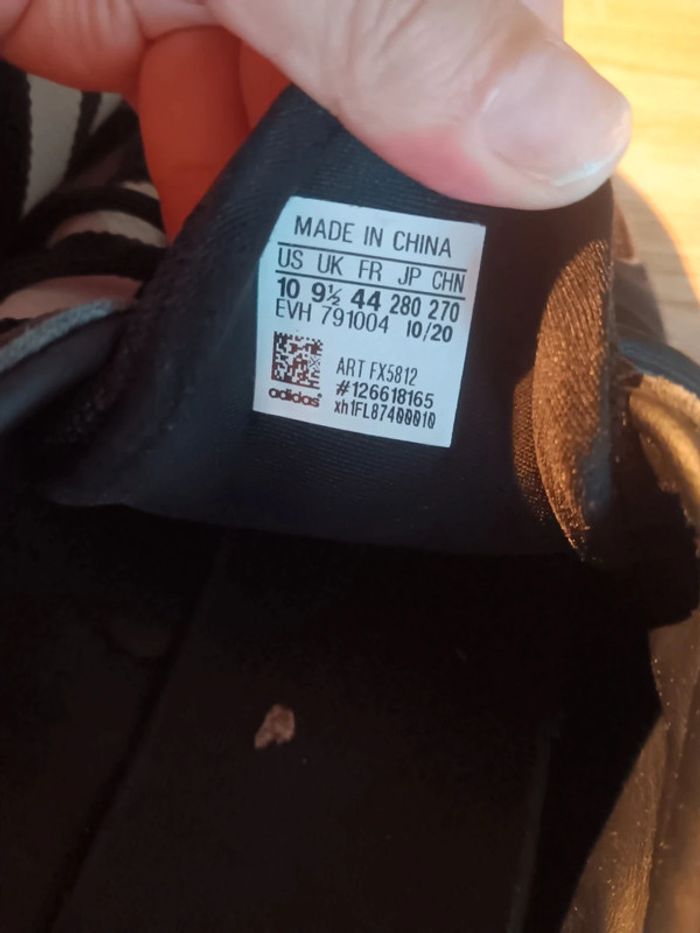 MADE IN CHINA
US UK FR JP CHN
10 9½ 44 280 270
EVH 791004 10/20
ART FX5812
#126618165
adidas® xh1FL87400010